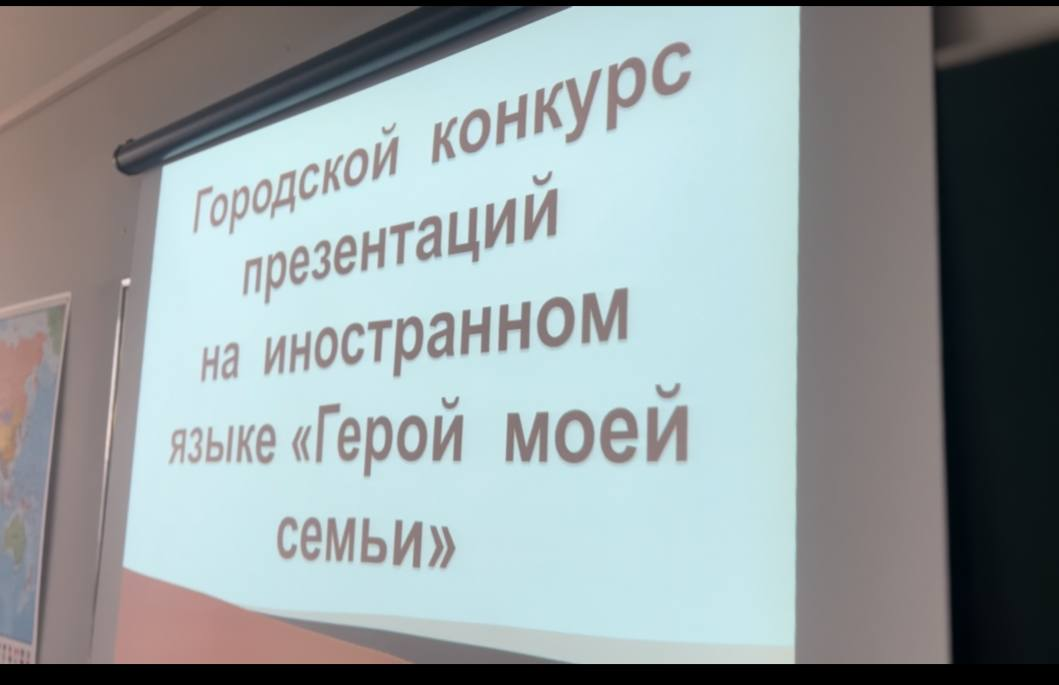 Городской конкурс
презентаций
на иностранном
языке «Герой моей
семьи»